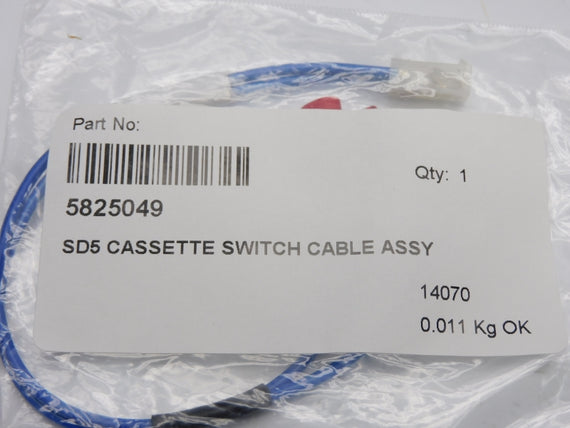 Part No:
Qty: 1
5825049
SD5 CASSETTE SWITCH CABLE ASSY
14070
0.011 Kg OK